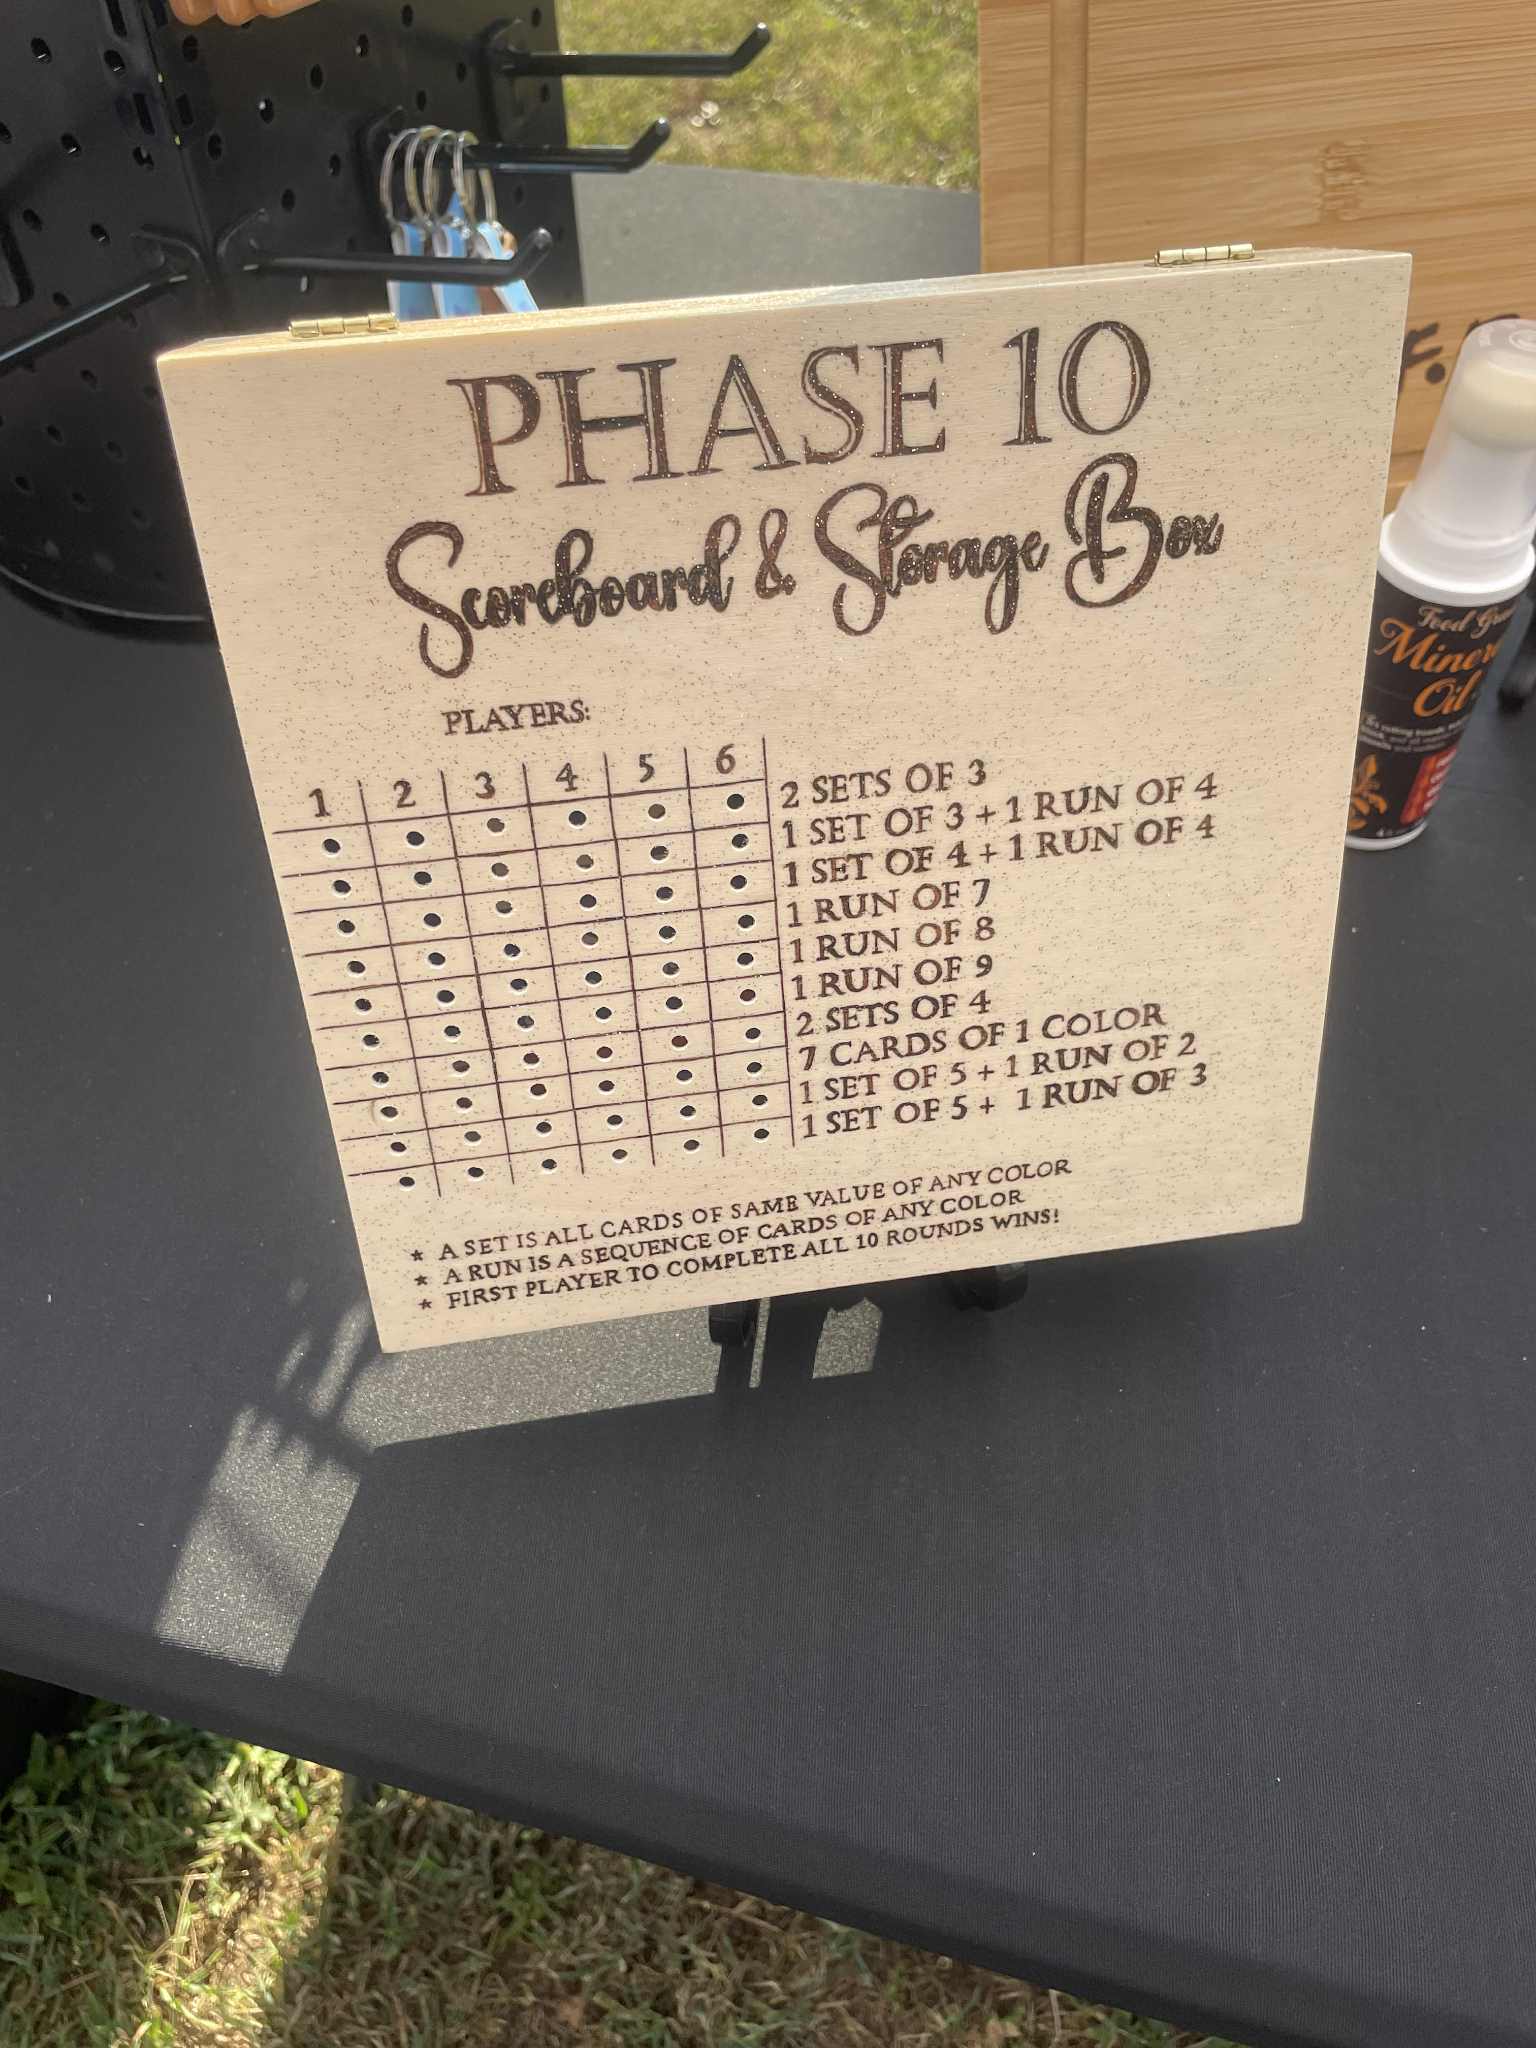 PHASE 10
Scoreboard & Storage Box
PLAYERS:
1 2 3 4 5 6
2 SETS OF 3
1 SET OF 3 + 1 RUN OF 4
1 SET OF 4 + 1 RUN OF 4
1 RUN OF 7
1 RUN OF 8
1 RUN OF 9
2 SETS OF 4
7 CARDS OF 1 COLOR
1 SET OF 5 + 1 RUN OF 2
1 SET OF 5 + 1 RUN OF 3
* A SET IS ALL CARDS OF SAME VALUE OF ANY COLOR
* A RUN IS A SEQUENCE OF CARDS OF ANY COLOR
* FIRST PLAYER TO COMPLETE ALL 10 ROUNDS WINS!
Food
Oil